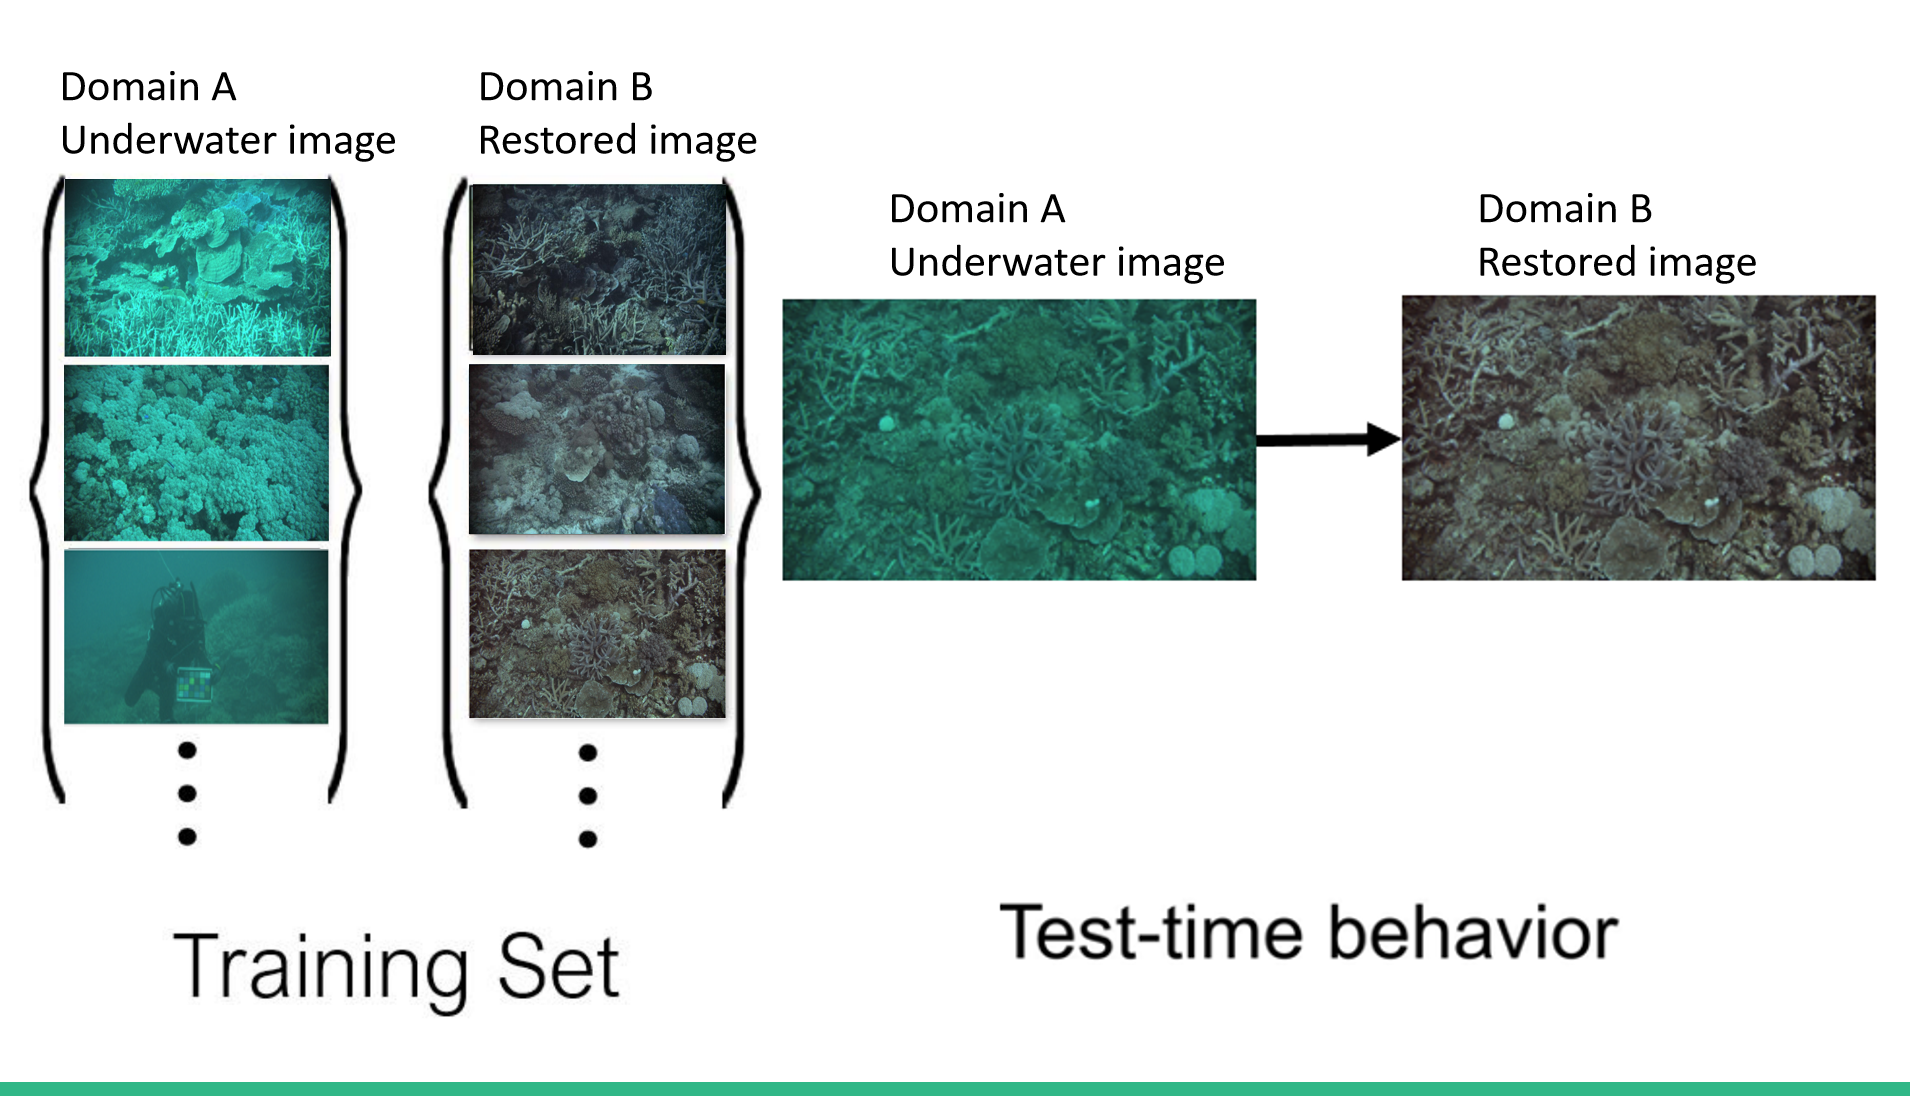 Domain A
Underwater image
Domain B
Restored image
Domain A
Underwater image
Domain B
Restored image
Training Set
Test-time behavior